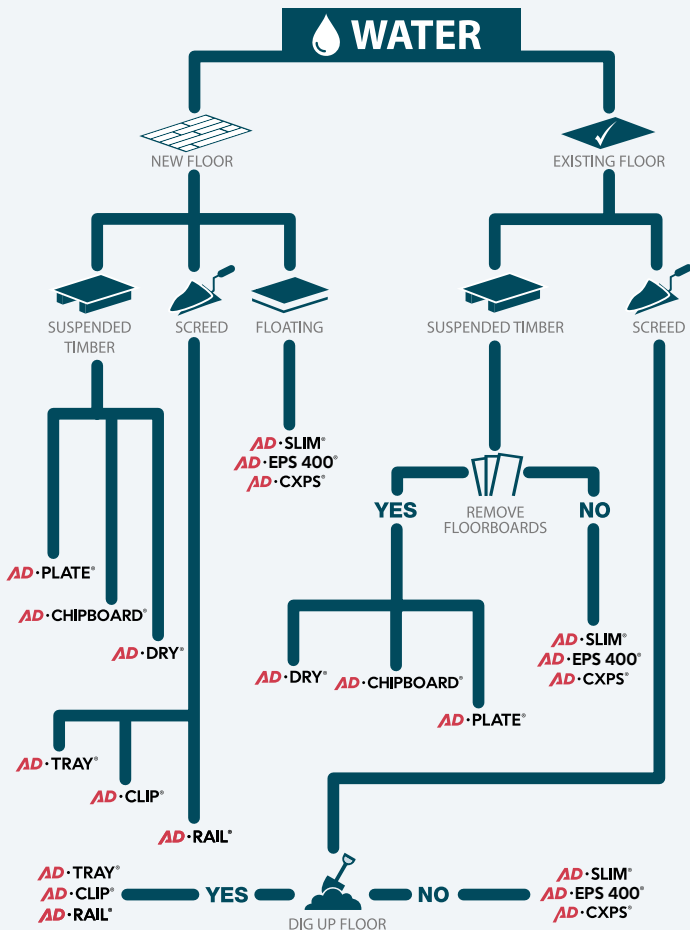 WATER
NEW FLOOR
EXISTING FLOOR
SUSPENDED
TIMBER
SCREED
FLOATING
SUSPENDED TIMBER
SCREED
AD·SLIM®
AD·EPS 400®
AD·CXPS®
YES
REMOVE
FLOORBOARDS
NO
AD·PLATE®
AD·CHIPBOARD®
AD·DRY®
AD·DRY®
AD·CHIPBOARD®
AD·PLATE®
AD·SLIM®
AD·EPS 400®
AD·CXPS®
AD·TRAY®
AD·CLIP®
AD·RAIL®
AD·TRAY®
AD·CLIP®
AD·RAIL®
YES
DIG UP FLOOR
NO
AD·SLIM®
AD·EPS 400®
AD·CXPS®